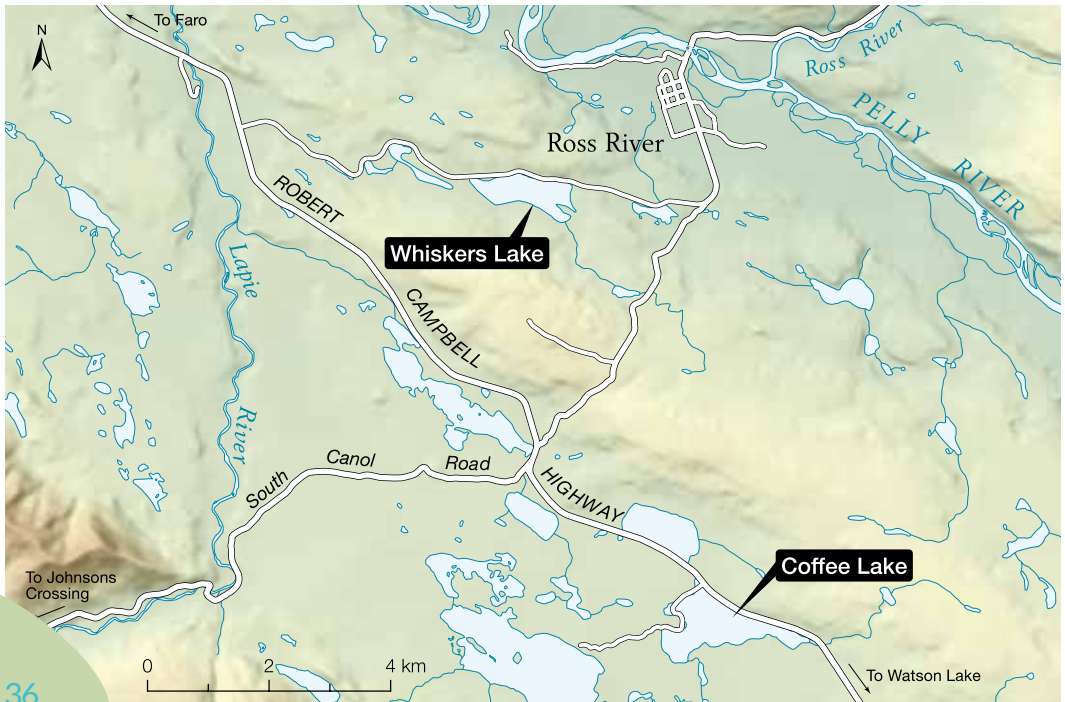 To Faro
N
Ross River
Ross River
PELLY
RIVER
ROBERT
CAMPBELL
HIGHWAY
Whiskers Lake
Lapie
River
South Canol Road
Coffee Lake
To Johnsons
Crossing
0 2 4 km
To Watson Lake
36